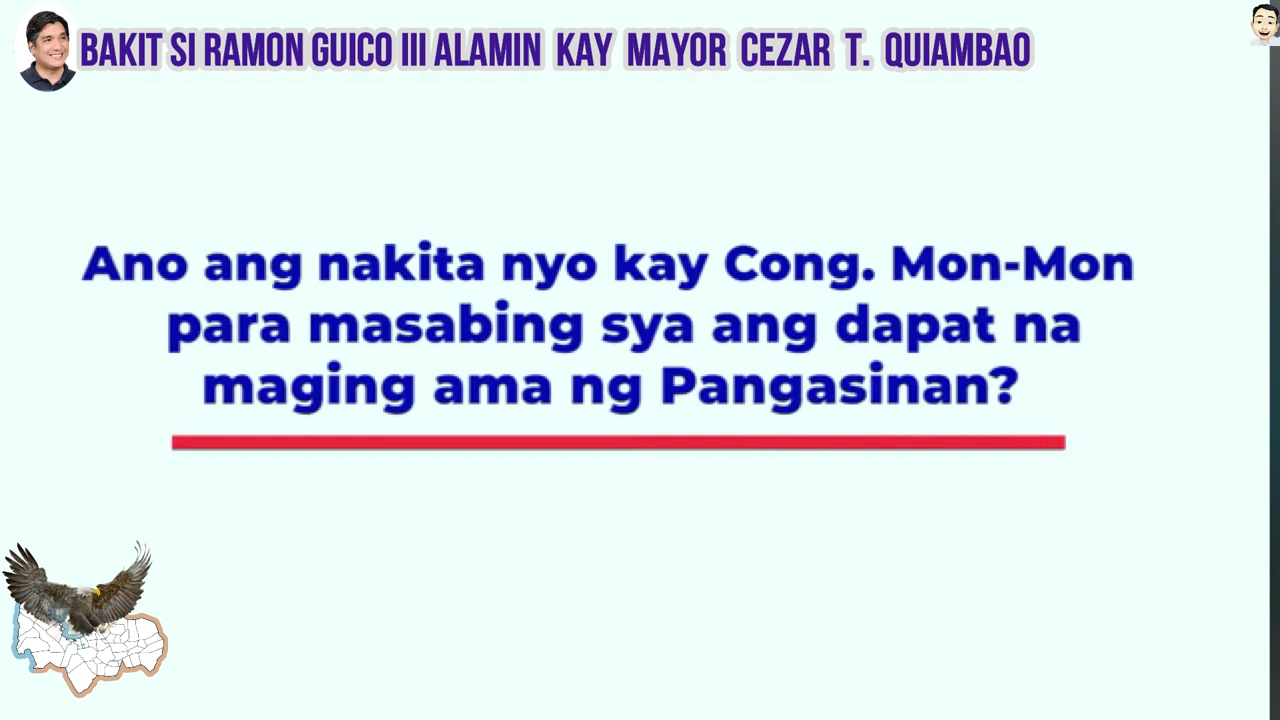 BAKIT SI RAMON GUICO III ALAMIN KAY MAYOR CEZAR T. QUIAMBAO
Ano ang nakita nyo kay Cong. Mon-Mon
para masabing sya ang dapat na
maging ama ng Pangasinan?